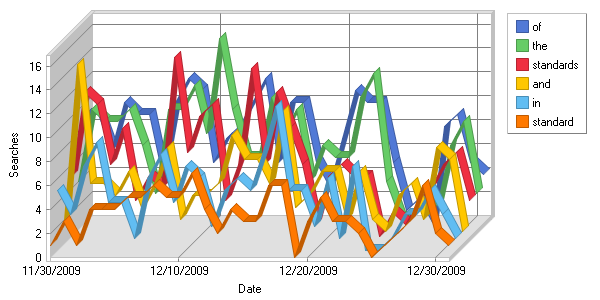 of
the
standards
and
in
standard
Searches
16
14
12
10
8
6
4
2
0
11/30/2009
12/10/2009
12/20/2009
12/30/2009
Date